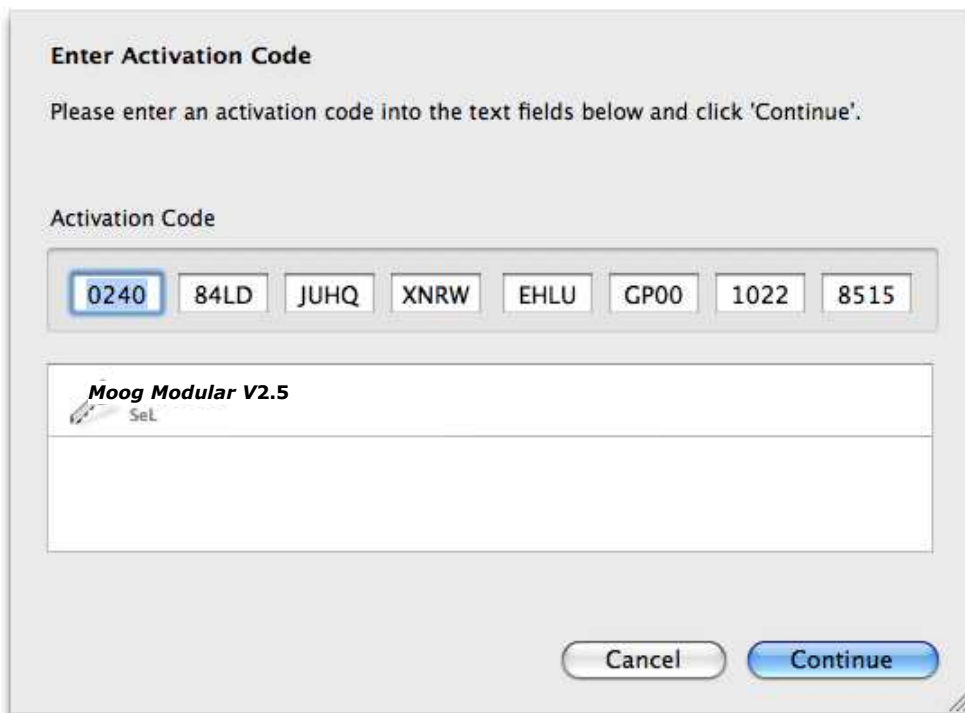 Enter Activation Code
Please enter an activation code into the text fields below and click 'Continue'.
Activation Code
0240 84LD JUHQ XNRW EHLU GP00 1022 8515
Moog Modular V2.5
SeL
Cancel Continue